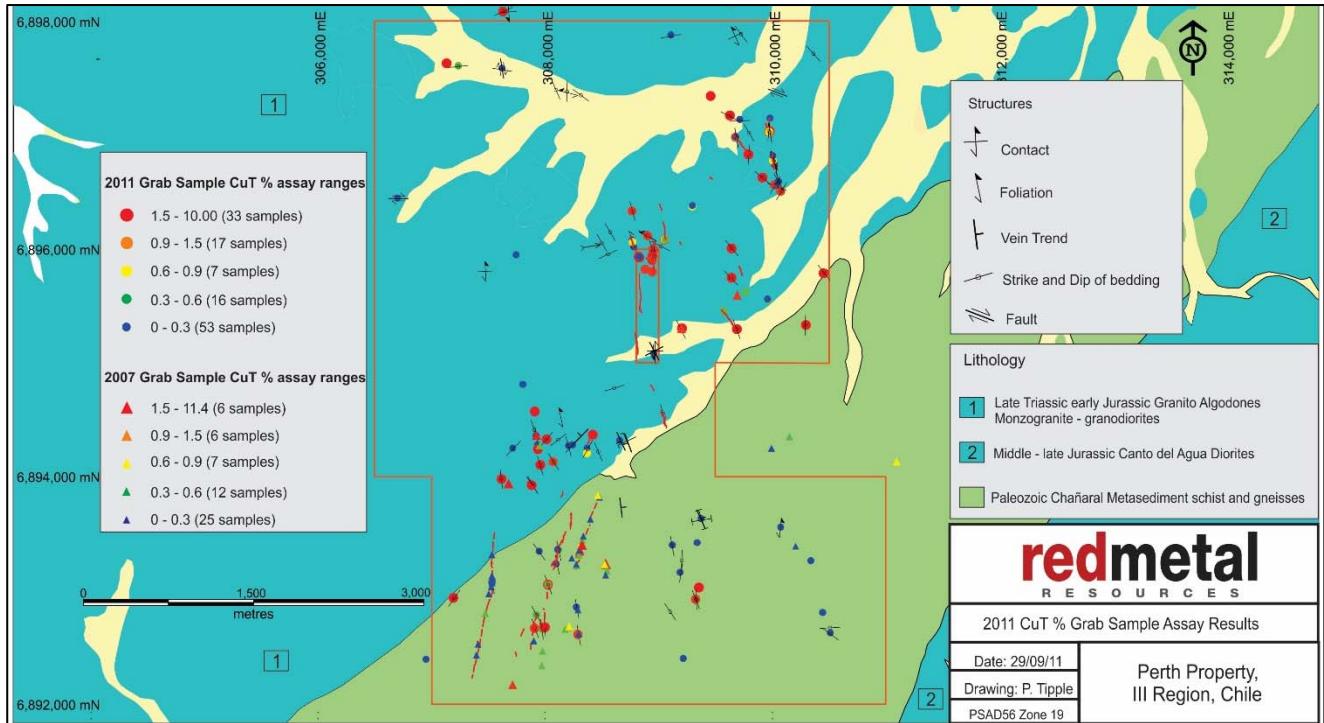 6,898,000 mN
306,000 mE
308,000 mE
310,000 mE
312,000 mE
314,000 mE
N
1
2011 Grab Sample CuT % assay ranges
1.5 - 10.00 (33 samples)
0.9 - 1.5 (17 samples)
0.6 - 0.9 (7 samples)
0.3 - 0.6 (16 samples)
0 - 0.3 (53 samples)
2007 Grab Sample CuT % assay ranges
1.5 - 11.4 (6 samples)
0.9 - 1.5 (6 samples)
0.6 - 0.9 (7 samples)
0.3 - 0.6 (12 samples)
0 - 0.3 (25 samples)
6,896,000 mN
6,894,000 mN
0 1,500 3,000
metres
1
6,892,000 mN
Structures
Contact
Foliation
Vein Trend
Strike and Dip of bedding
Fault
2
Lithology
1 Late Triassic early Jurassic Granito Algodones
Monzogranite - granodiorites
2 Middle - late Jurassic Canto del Agua Diorites
Paleozoic Chañaral Metasediment schist and gneisses
2
redmetal
RESOURCES
2011 CuT % Grab Sample Assay Results
Date: 29/09/11
Drawing: P. Tipple
PSAD56 Zone 19
Perth Property,
III Region, Chile